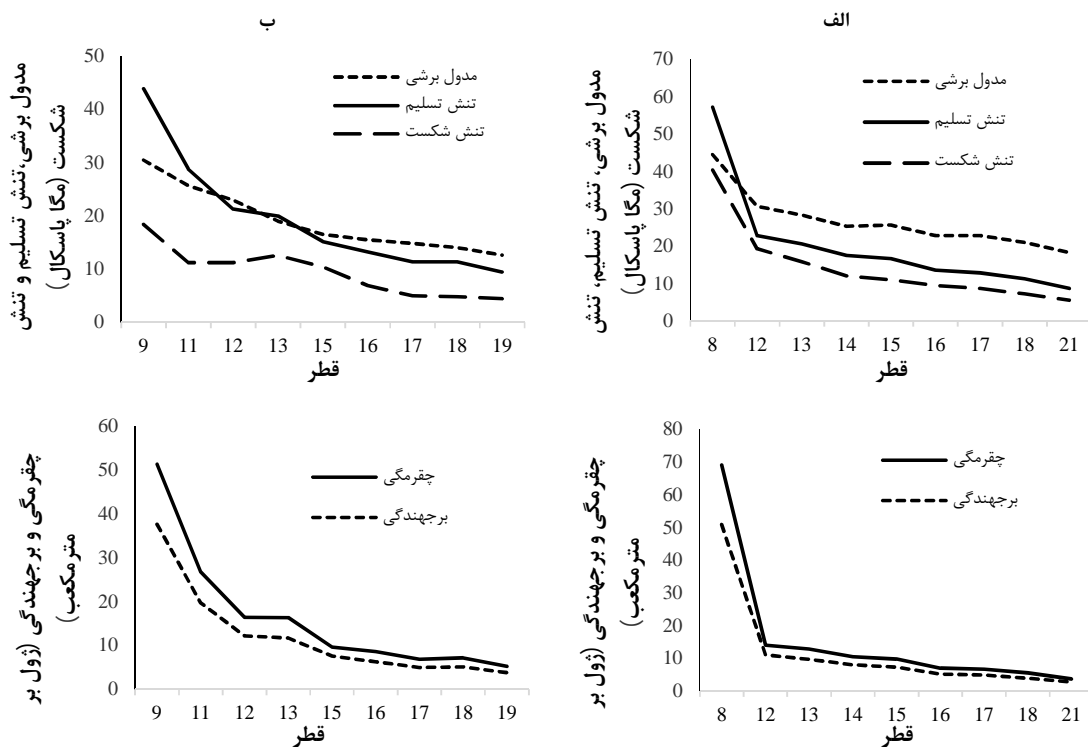 الف
مدول برشی، تنش تسلیم، تنش
شکست (مگا پاسکال)
70
60
50
40
30
20
10
0
مدول برشی
تنش تسلیم
تنش شکست
8 12 13 14 15 16 17 18 21
قطر
ب
مدول برشی،تنش تسلیم و تنش
شکست (مگا پاسکال)
50
40
30
20
10
0
مدول برشی
تنش تسلیم
تنش شکست
9 11 12 13 15 16 17 18 19
قطر
چقرمگی و برجهندگی (ژول بر
مترمکعب)
80
70
60
50
40
30
20
10
0
چقرمگی
برجهندگی
8 12 13 14 15 16 17 18 21
قطر
چقرمگی و برجهندگی (ژول بر
مترمکعب)
60
50
40
30
20
10
0
چقرمگی
برجهندگی
9 11 12 13 15 16 17 18 19
قطر